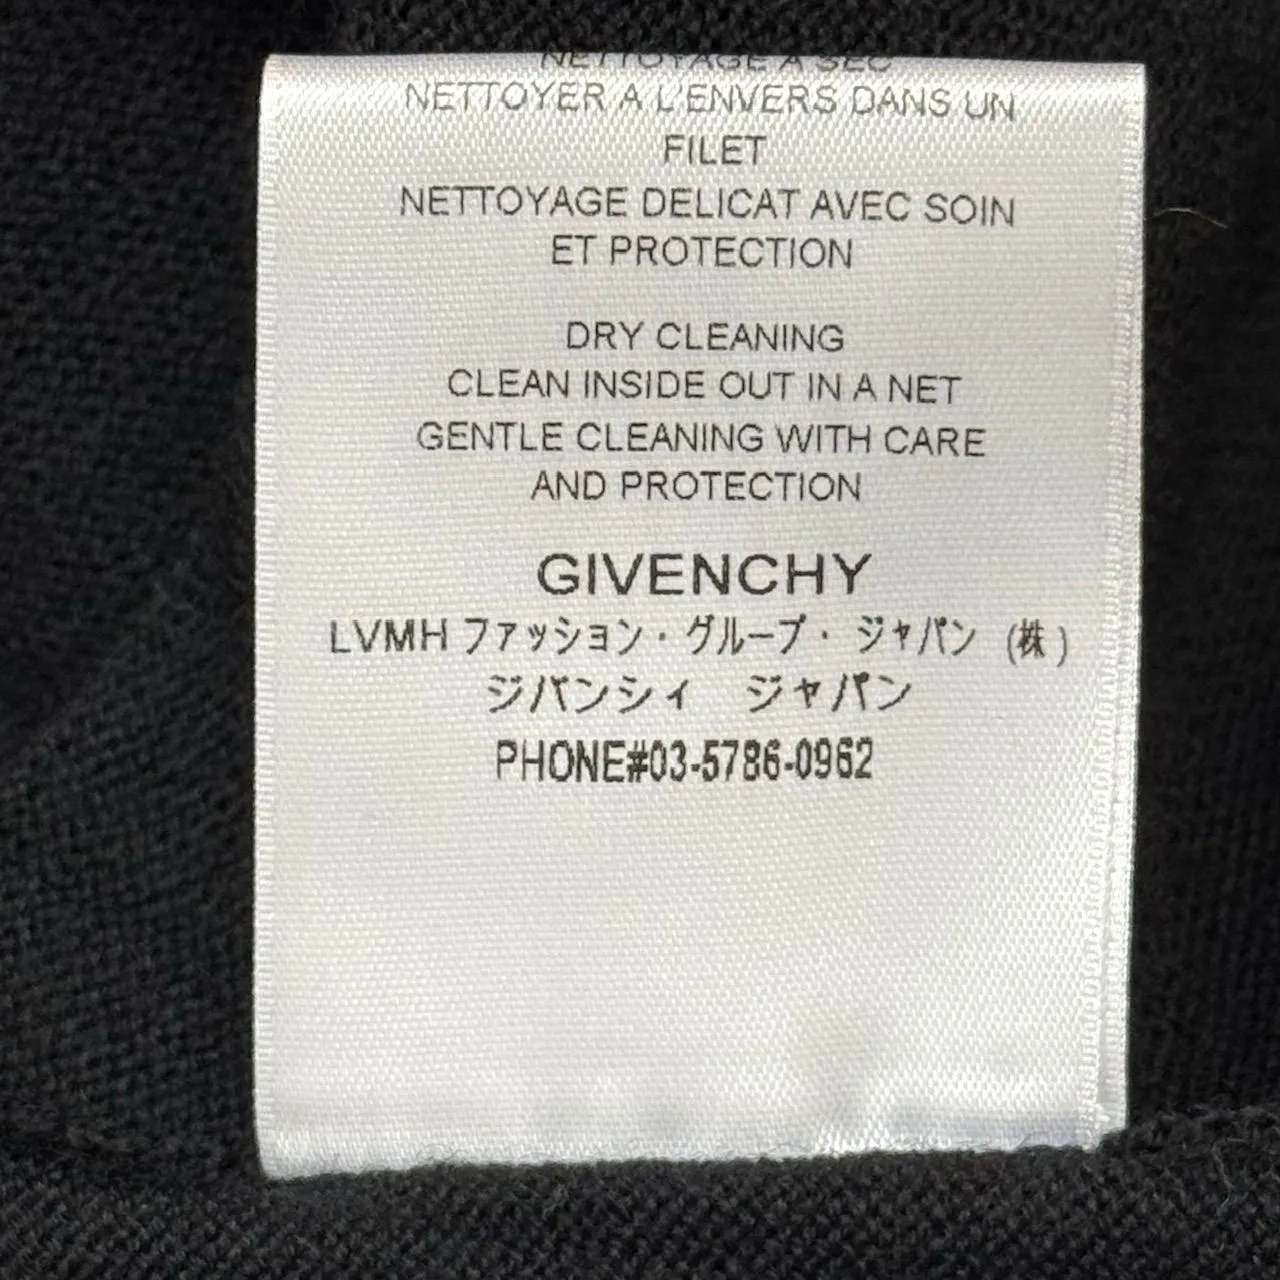 NETTOYAGE A SEC
NETTOYER A L'ENVERS DANS UN
FILET
NETTOYAGE DELICAT AVEC SOIN
ET PROTECTION
DRY CLEANING
CLEAN INSIDE OUT IN A NET
GENTLE CLEANING WITH CARE
AND PROTECTION
GIVENCHY
LVMH ファッション・グループ・ ジャパン (株)
ジバンシィ ジャパン
PHONE#03-5786-0962